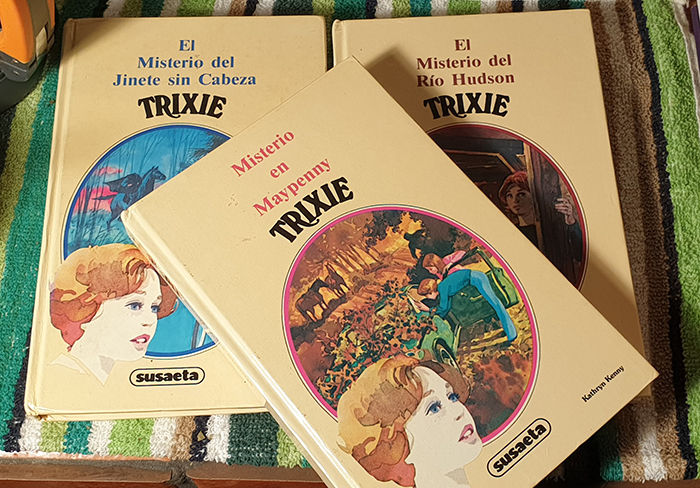 El
Misterio del
Jinete sin Cabeza
TRIXIE
susaeta
El
Misterio del
Río Hudson
TRIXIE
Misterio
en
Maypenny
TRIXIE
Kathryn Kenny
susaeta